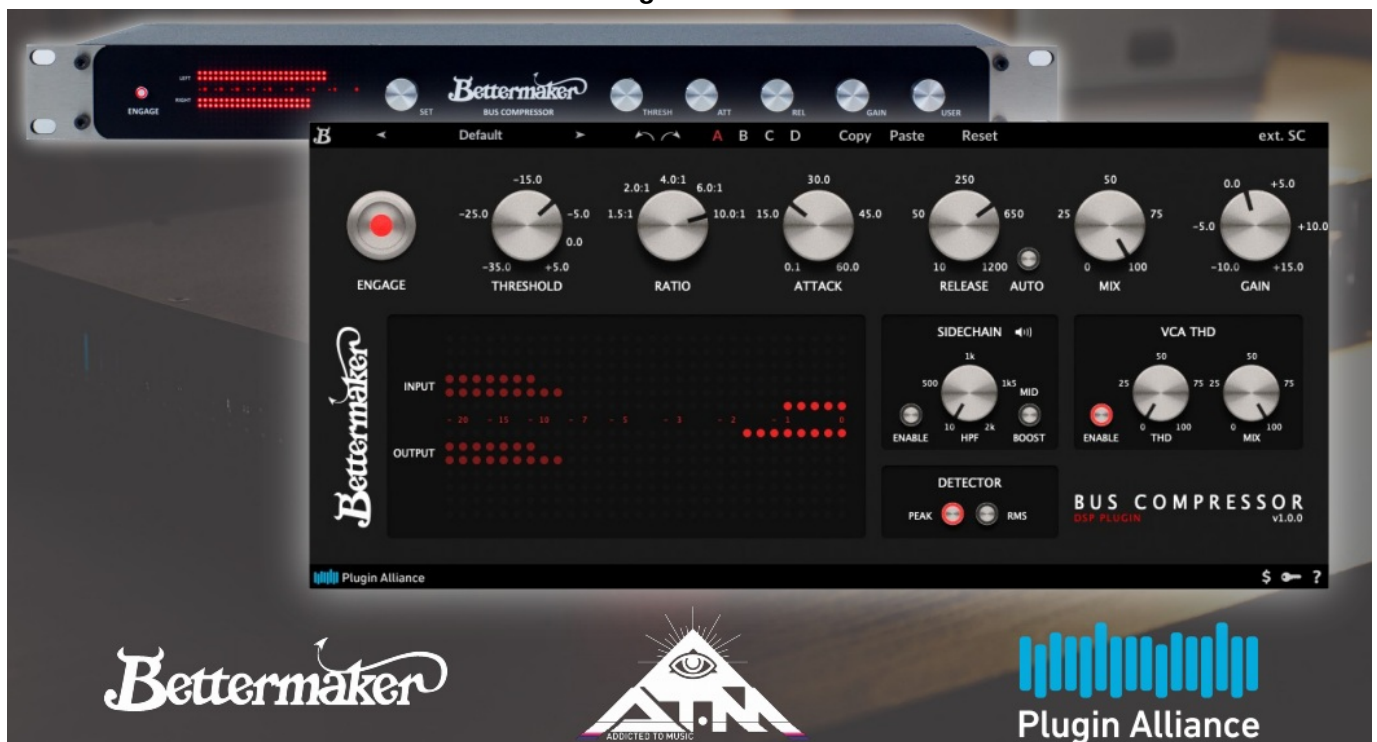 LEFT
RIGHT
ENGAGE
SET
Bettermaker
BUS COMPRESSOR
THRESH
ATT
REL
GAIN
USER
B
Default
A B C D
Copy Paste Reset
ext. SC
-15.0
-25.0 -5.0
0.0
-35.0 +5.0
THRESHOLD
4.0:1
2.0:1 6.0:1
1.5:1 10.0:1
RATIO
30.0
15.0 45.0
0.1 60.0
ATTACK
250
50 650
10 1200
RELEASE AUTO
50
25 75
0 100
MIX
0.0 +5.0
-5.0 +10.0
-10.0 +15.0
GAIN
ENGAGE
Bettermaker
INPUT
- 20 - 15 - 10 - 7 - 5 - 3 - 2 - 1 0
OUTPUT
SIDECHAIN
1k
500 1k5
MID
10 2k
ENABLE HPF BOOST
VCA THD
50 50
25 75 25 75
0 100 0 100
ENABLE THD MIX
DETECTOR
PEAK RMS
BUS COMPRESSOR
DSP PLUGIN v1.0.0
Plugin Alliance
$ ?
Bettermaker
A.T.M
ADDICTED TO MUSIC
Plugin Alliance